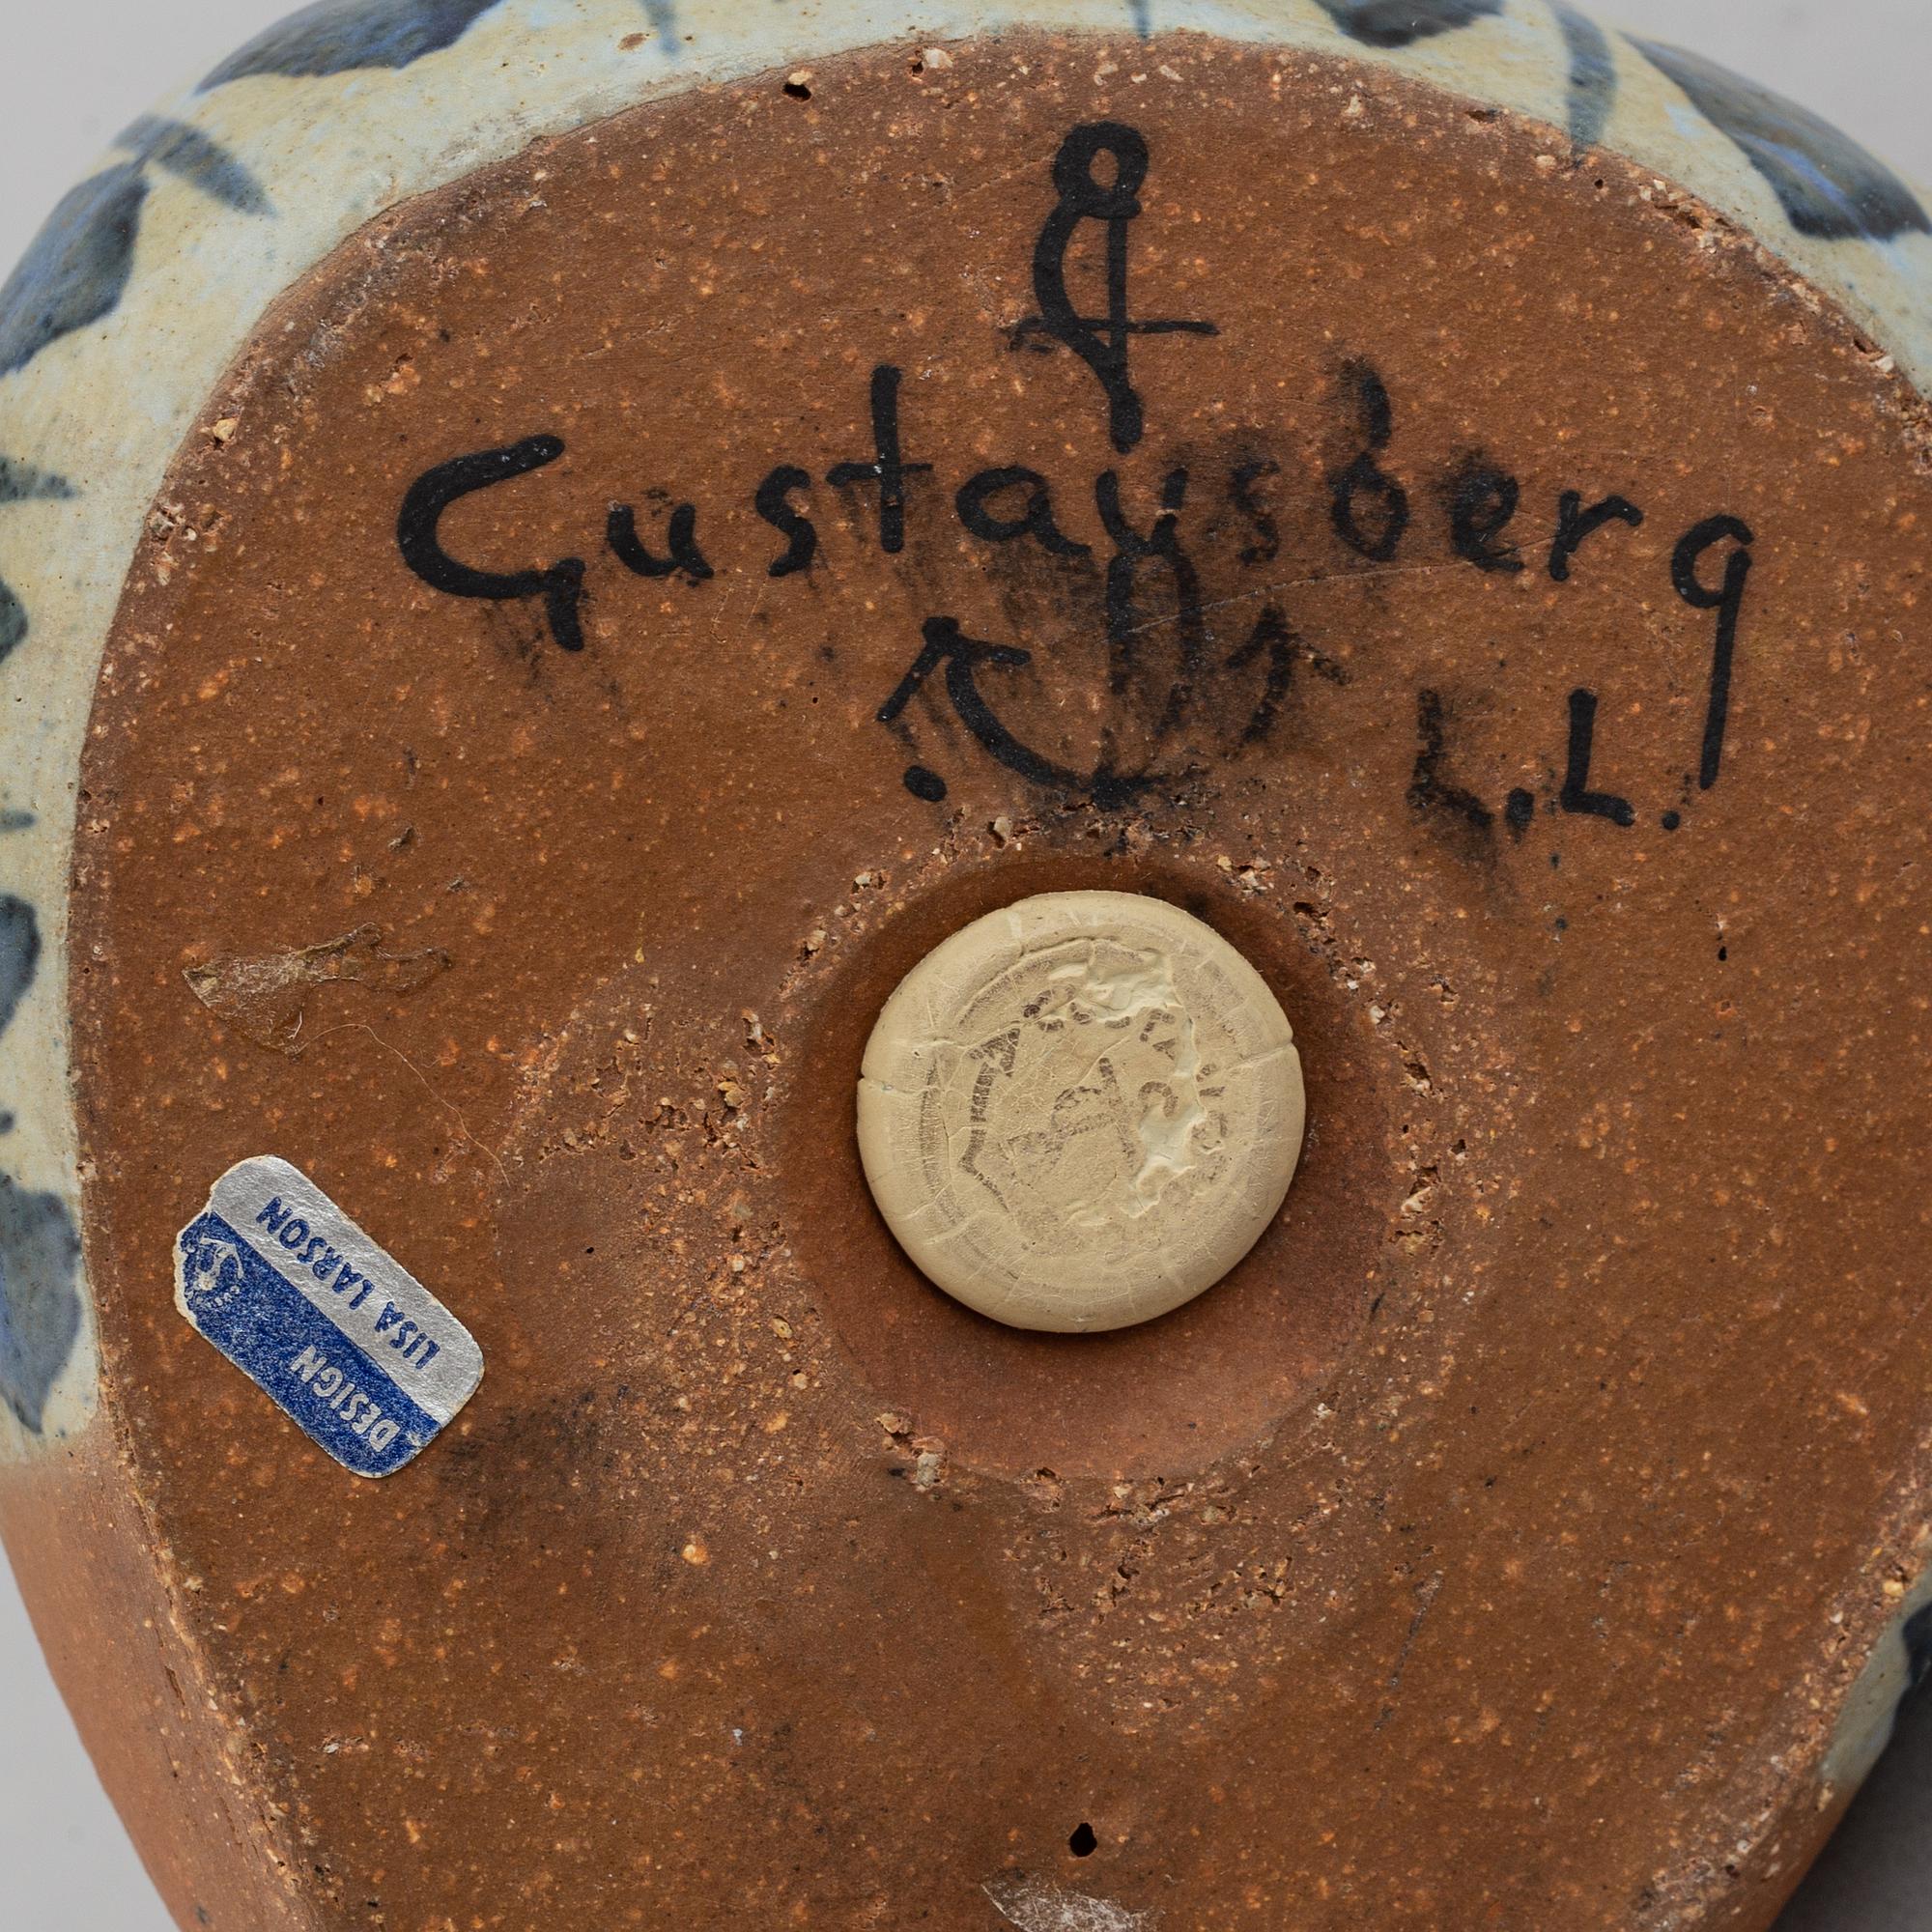 Gustavsberg
L.L.
DESIGN
LISA LARSON